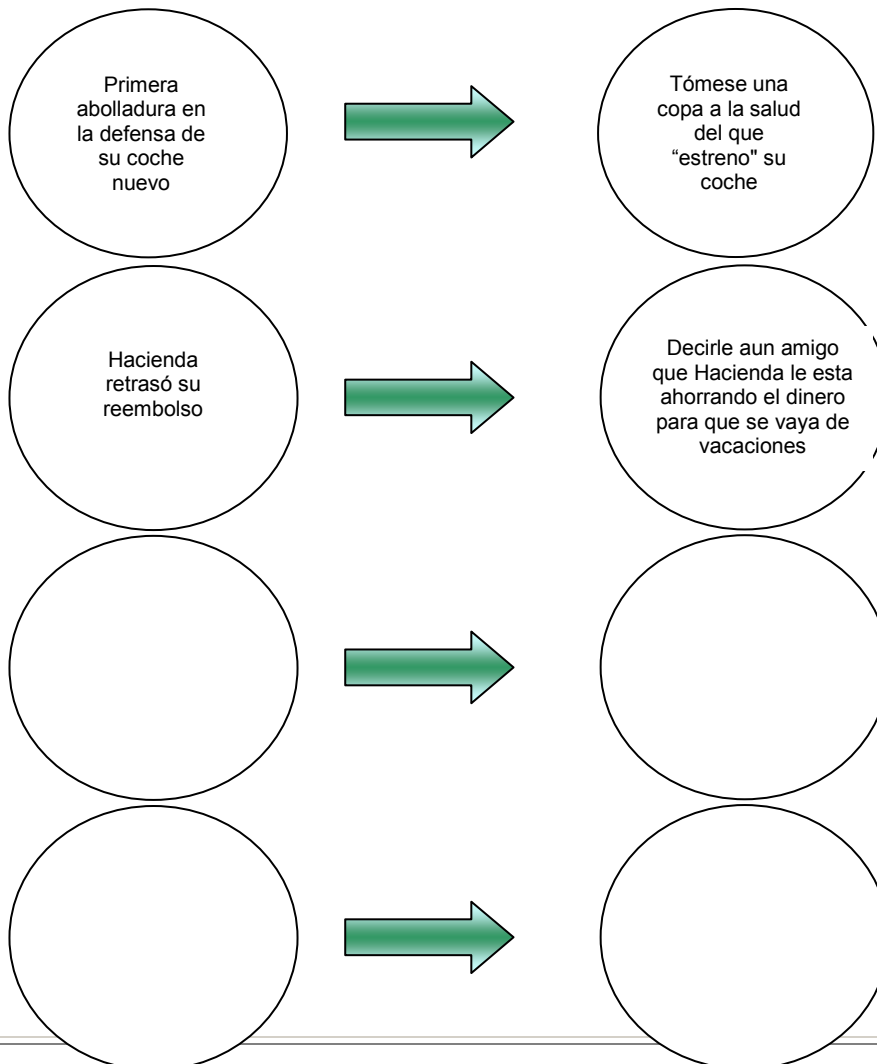 Primera
abolladura en
la defensa de
su coche
nuevo
Tómese una
copa a la salud
del que
“estreno" su
coche
Hacienda
retrasó su
reembolso
Decirle aun amigo
que Hacienda le esta
ahorrando el dinero
para que se vaya de
vacaciones